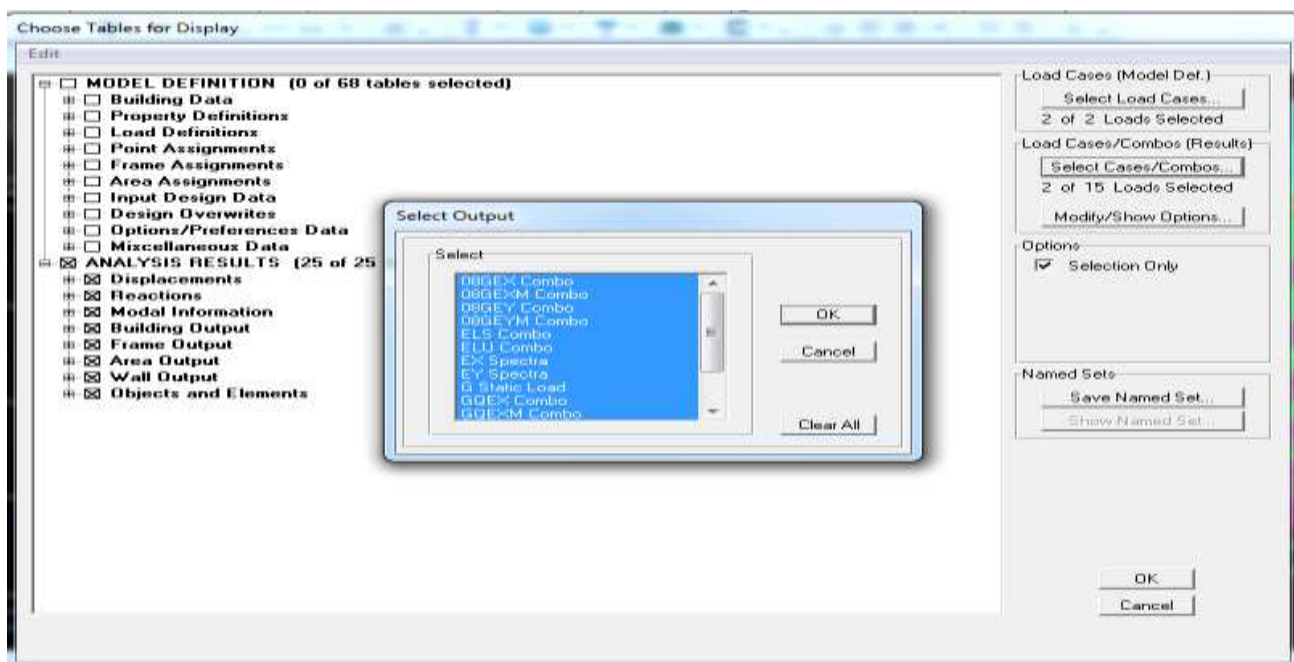 Choose Tables for Display
Edit
MODEL DEFINITION (0 of 68 tables selected)
Building Data
Property Definitions
Load Definitions
Point Assignments
Frame Assignments
Area Assignments
Input Design Data
Design Overwrites
Options/Preferences Data
Miscellaneous Data
ANALYSIS RESULTS (25 of 25
Displacements
Reactions
Modal Information
Building Output
Frame Output
Area Output
Wall Output
Objects and Elements
Select Output
Select
08GEX Combo
08GEXM Combo
08GEY Combo
08GEYM Combo
ELS Combo
ELU Combo
EX Spectra
EY Spectra
G Static Load
GQEX Combo
GQEXM Combo
OK
Cancel
Clear All
Load Cases (Model Def.)
Select Load Cases...
2 of 2 Loads Selected
Load Cases/Combos (Results)
Select Cases/Combos...
2 of 15 Loads Selected
Modify/Show Options...
Options
Selection Only
Named Sets
Save Named Set...
Show Named Set...
OK
Cancel